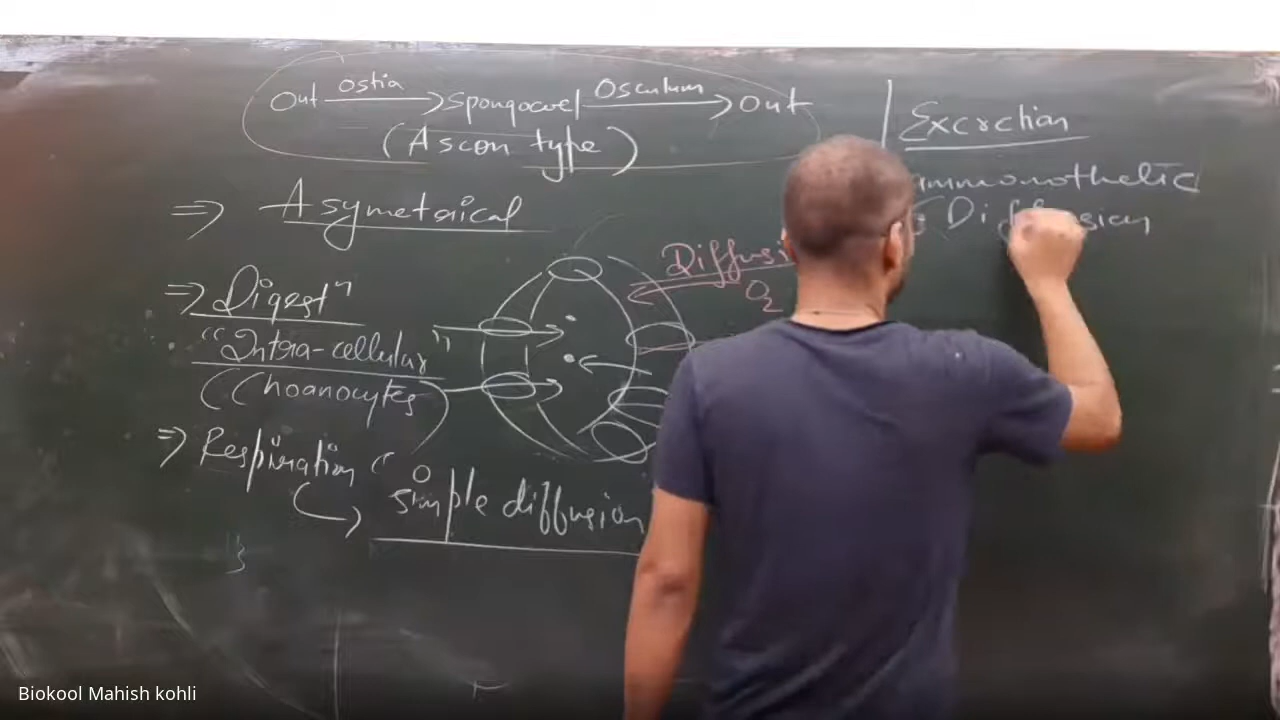 Out ostia → Spongocoel Osculum → Out
(Ascon type)
⇒ Asymetrical
⇒ Digestⁿ
"Intra-cellular"
(Choanocytes)
⇒ Respiration
simple diffusion
O2
Excretion
ammonothelic
Diffusion
Biokool Mahish kohli